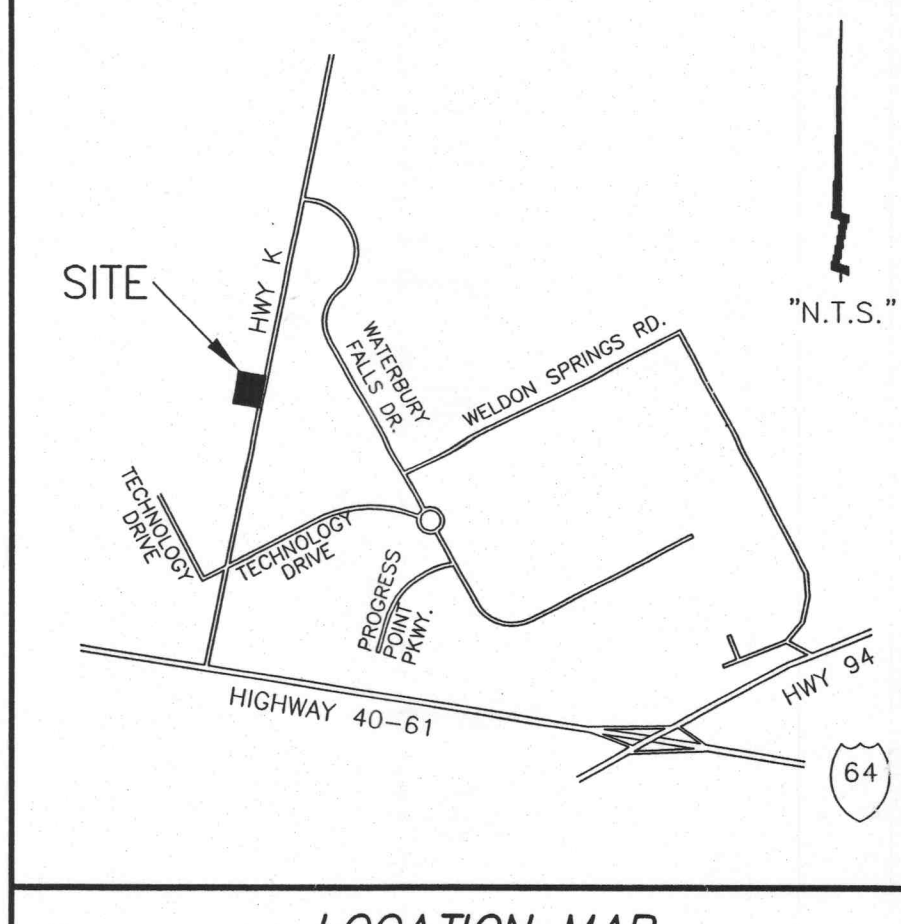 SITE
HWY K
"N.T.S."
WATERBURY
FALLS DR.
WELDON SPRINGS RD.
TECHNOLOGY
DRIVE
TECHNOLOGY
DRIVE
PROGRESS
POINT
PKWY.
HIGHWAY 40-61
HWY 94
64
LOCATION MAP